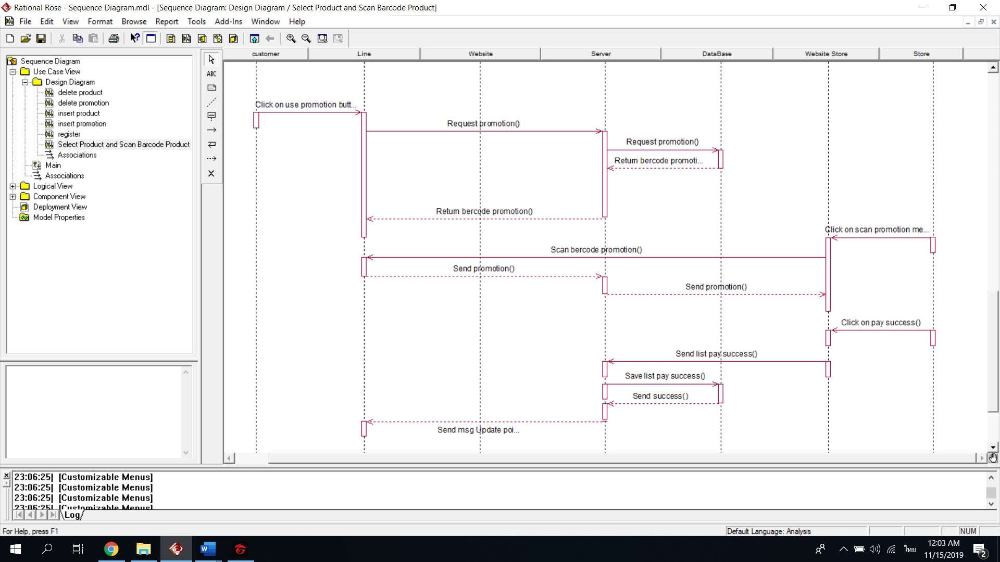 Rational Rose - Sequence Diagram.mdl - [Sequence Diagram: Design Diagram / Select Product and Scan Barcode Product]
File Edit View Format Browse Report Tools Add-Ins Window Help
Sequence Diagram
Use Case View
Design Diagram
delete product
delete promotion
insert product
insert promotion
register
Select Product and Scan Barcode Product
Associations
Main
Associations
Logical View
Component View
Deployment View
Model Properties
ABC
customer Line Website Server DataBase Website Store Store
Click on use promotion butt...
Request promotion()
Request promotion()
Return bercode promoti...
Return bercode promotion()
Click on scan promotion me...
Scan bercode promotion()
Send promotion()
Send promotion()
Click on pay success()
Send list pay success()
Save list pay success()
Send success()
Send msg Update poi...
23:06:25| [Customizable Menus]
23:06:25| [Customizable Menus]
23:06:25| [Customizable Menus]
23:06:25| [Customizable Menus]
Log
For Help, press F1
Default Language: Analysis
NUM
ไทย
12:03 AM
11/15/2019
2